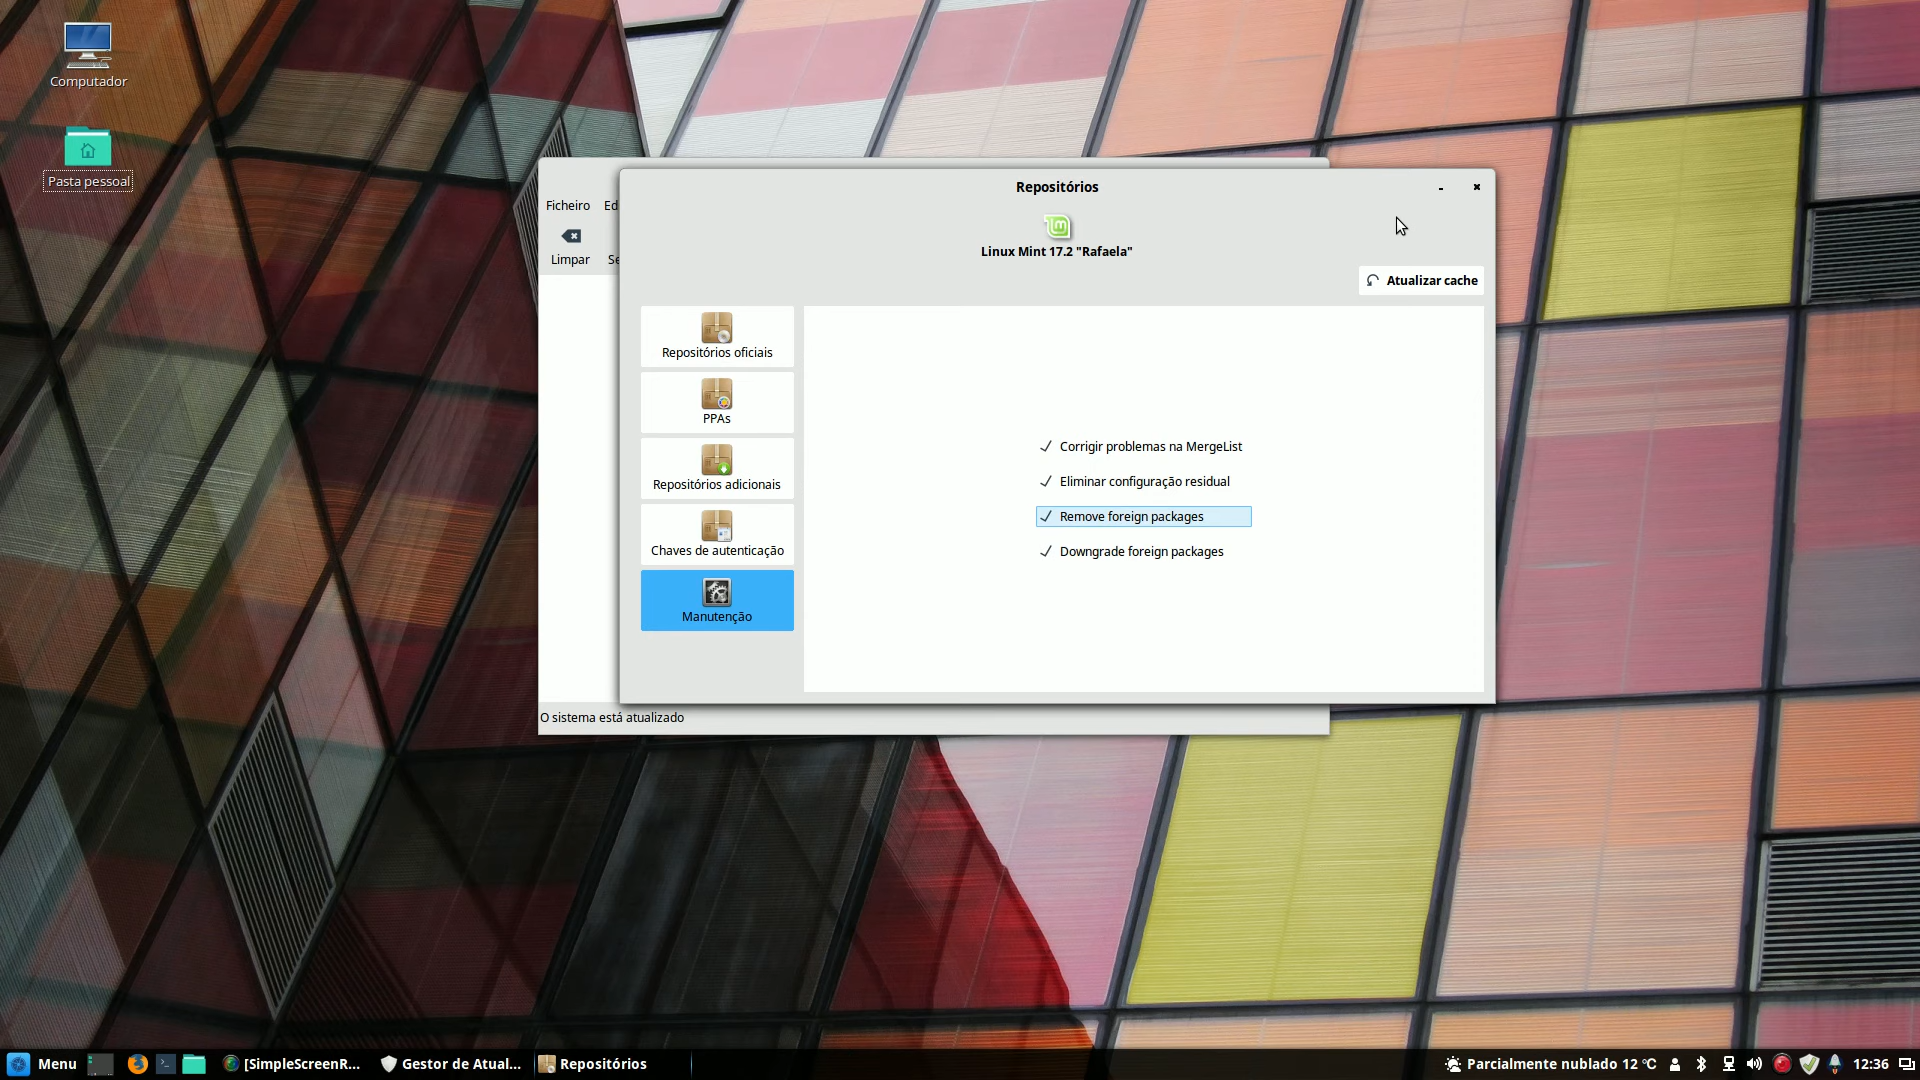 Computador
Pasta pessoal
Repositórios
Ficheiro Ed
Linux Mint 17.2 "Rafaela"
Limpar Se
Atualizar cache
Repositórios oficiais
PPAs
Repositórios adicionais
Chaves de autenticação
Manutenção
Corrigir problemas na MergeList
Eliminar configuração residual
Remove foreign packages
Downgrade foreign packages
O sistema está atualizado
Menu [SimpleScreenR... Gestor de Atual... Repositórios Parcialmente nublado 12 °C 12:36